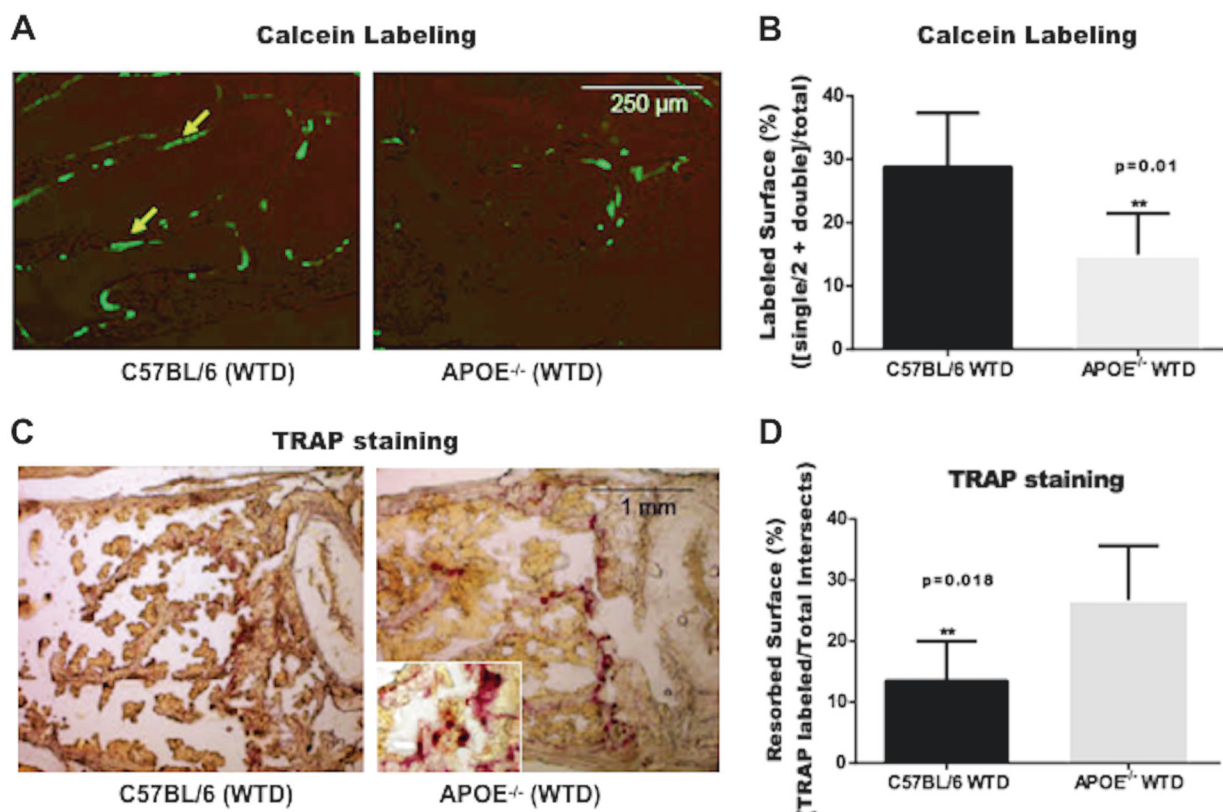 A
Calcein Labeling
250 µm
C57BL/6 (WTD)
APOE-/- (WTD)
B
Calcein Labeling
Labeled Surface (%)
([single/2 + double]/total)
40
30
20
10
0
p=0.01
**
C57BL/6 WTD
APOE-/- WTD
C
TRAP staining
1 mm
C57BL/6 (WTD)
APOE-/- (WTD)
D
TRAP staining
Resorbed Surface (%)
(TRAP labeled/Total Intersects)
40
30
20
10
0
p=0.018
**
C57BL/6 WTD
APOE-/- WTD